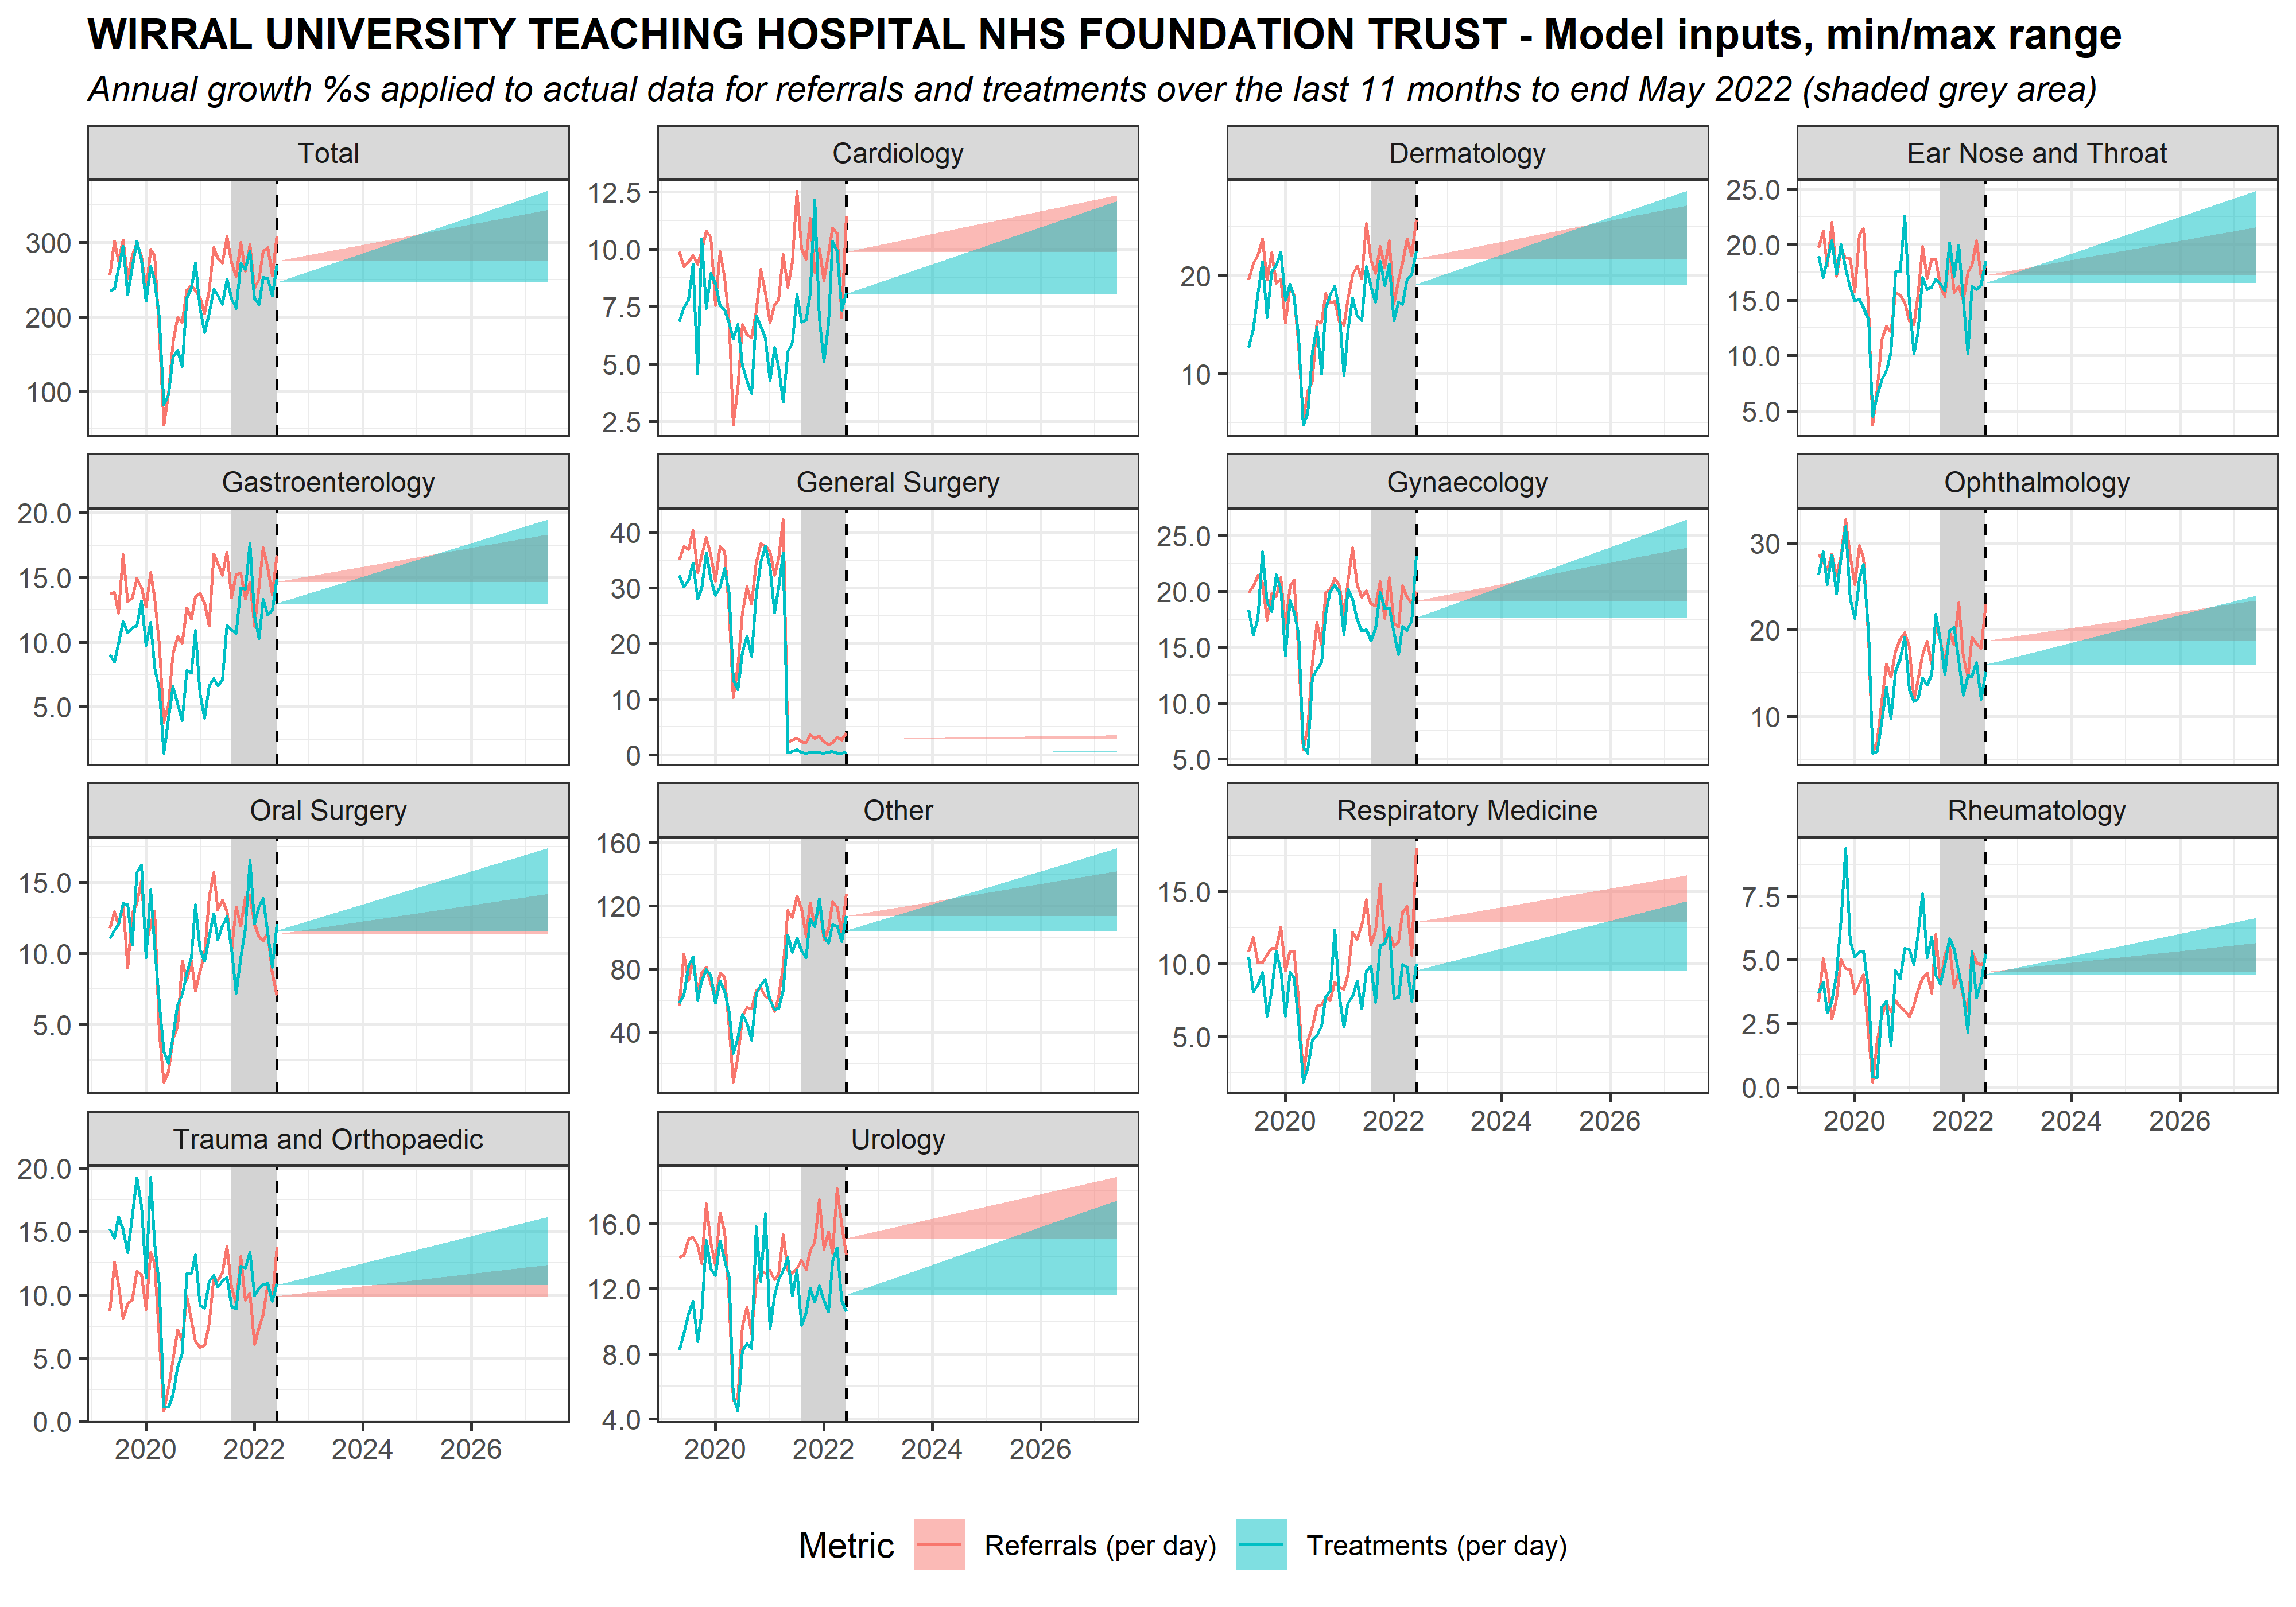 WIRRAL UNIVERSITY TEACHING HOSPITAL NHS FOUNDATION TRUST - Model inputs, min/max range
Annual growth %s applied to actual data for referrals and treatments over the last 11 months to end May 2022 (shaded grey area)
Total
300
200
100
Cardiology
12.5
10.0
7.5
5.0
2.5
Dermatology
20
10
Ear Nose and Throat
25.0
20.0
15.0
10.0
5.0
Gastroenterology
20.0
15.0
10.0
5.0
General Surgery
40
30
20
10
0
Gynaecology
25.0
20.0
15.0
10.0
5.0
Ophthalmology
30
20
10
Oral Surgery
15.0
10.0
5.0
Other
160
120
80
40
Respiratory Medicine
15.0
10.0
5.0
2020 2022 2024 2026
Rheumatology
7.5
5.0
2.5
0.0
2020 2022 2024 2026
Trauma and Orthopaedic
20.0
15.0
10.0
5.0
0.0
2020 2022 2024 2026
Urology
16.0
12.0
8.0
4.0
2020 2022 2024 2026
Metric Referrals (per day) Treatments (per day)